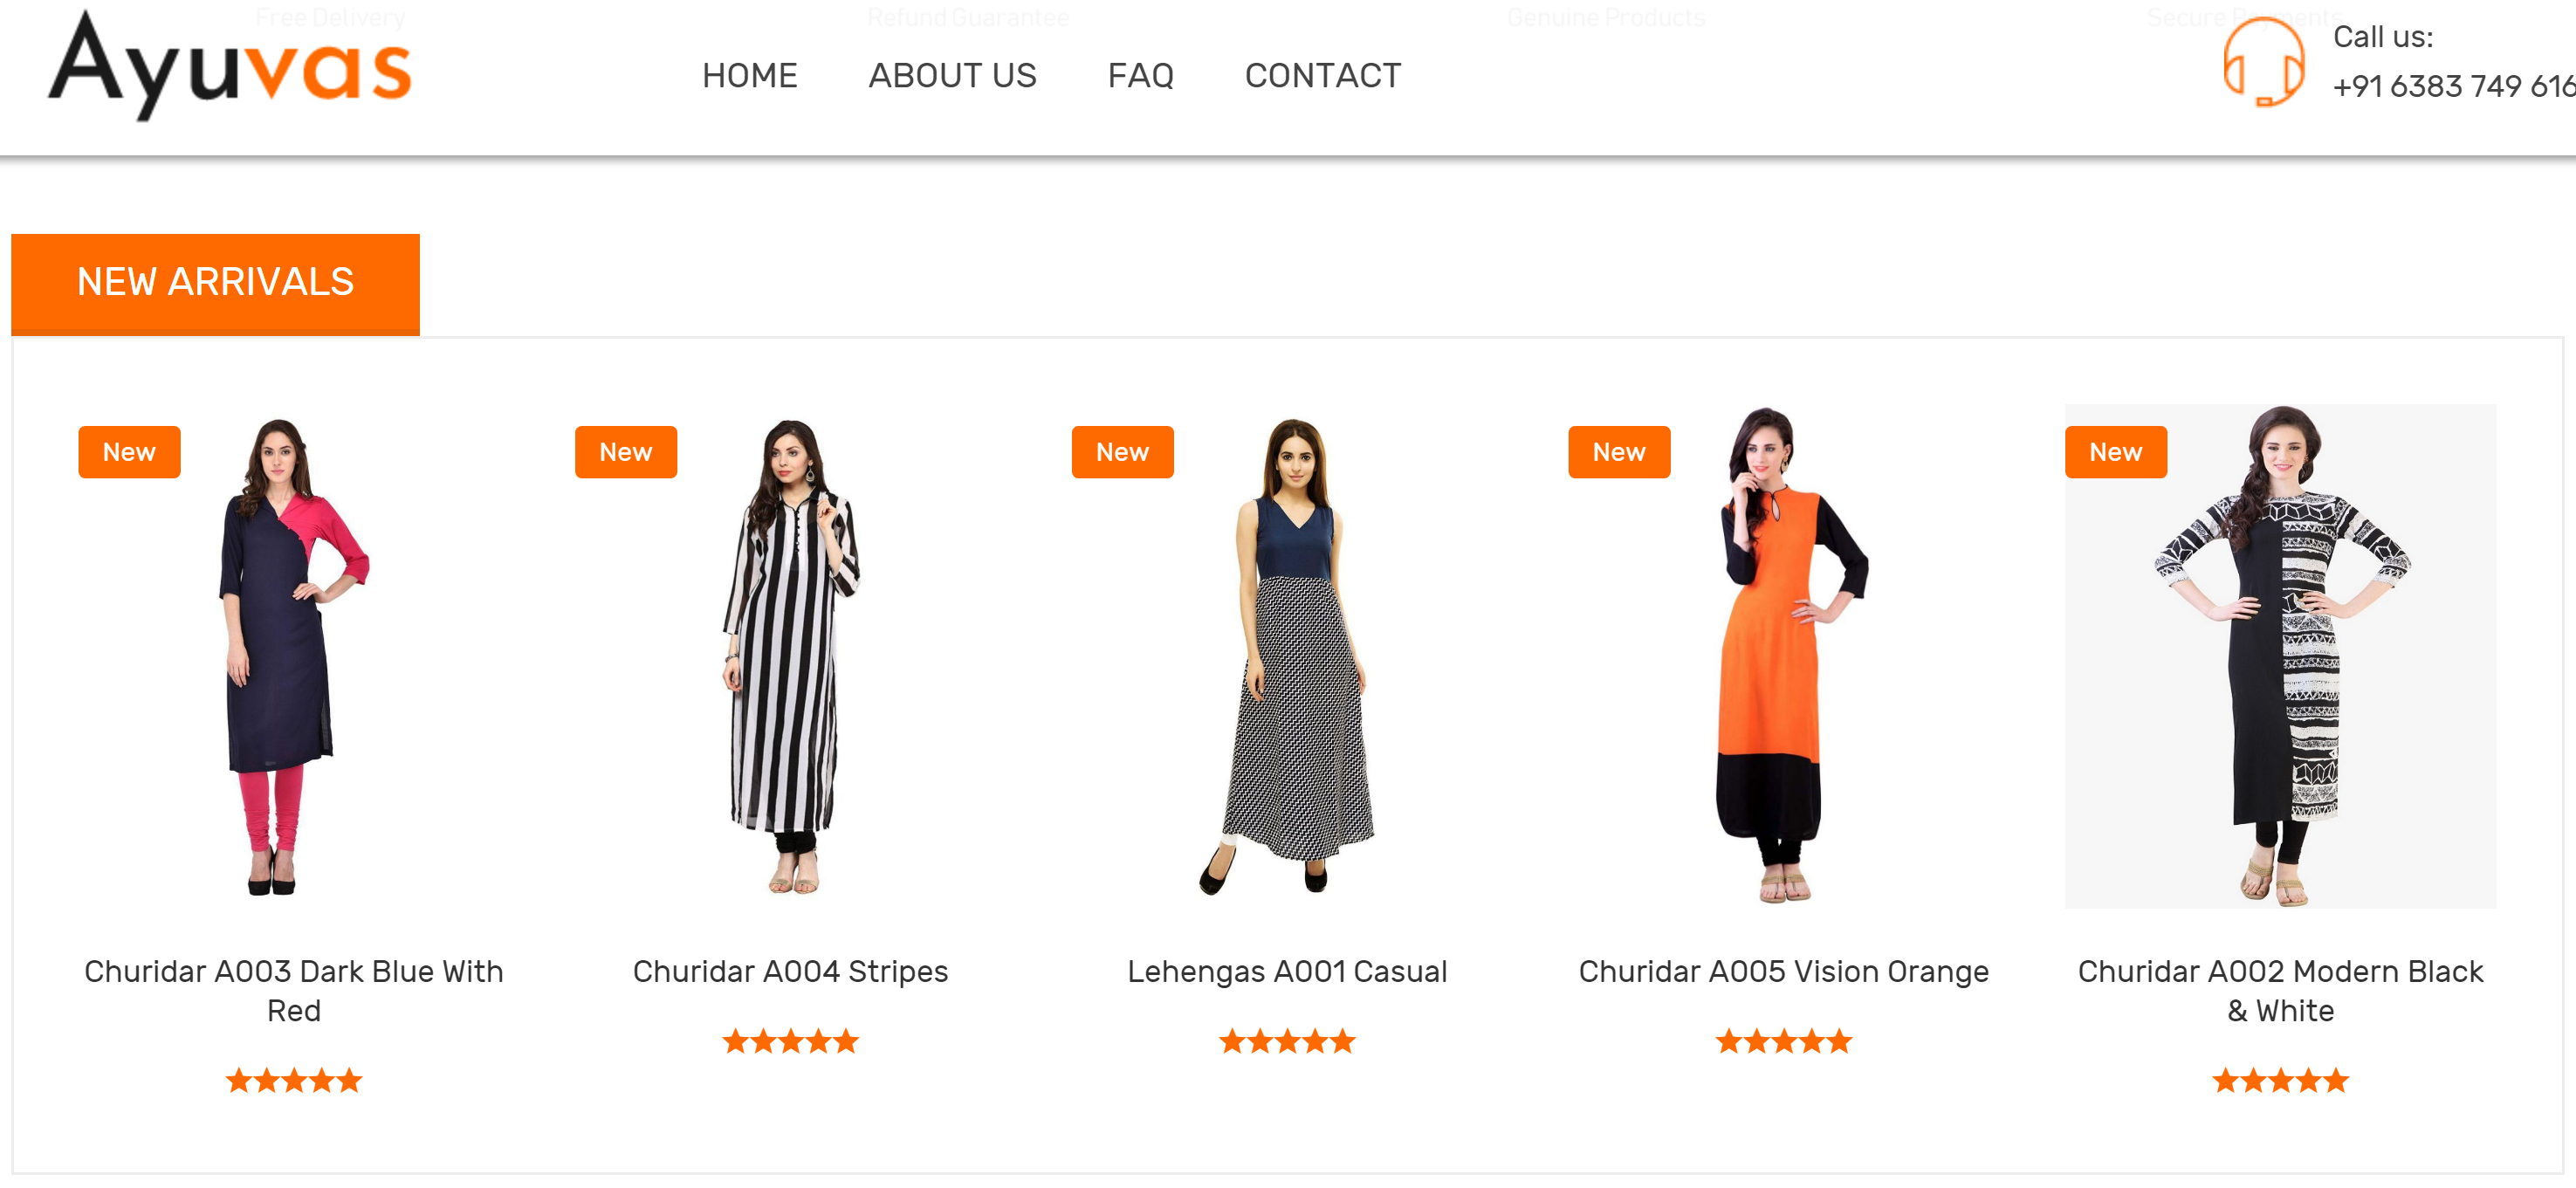 Free Delivery
Refund Guarantee
Genuine Products
Secure Payments
Ayuvas
HOME
ABOUT US
FAQ
CONTACT
Call us:
+91 6383 749 616
NEW ARRIVALS
New
New
New
New
New
Churidar A003 Dark Blue With
Red
Churidar A004 Stripes
Lehengas A001 Casual
Churidar A005 Vision Orange
Churidar A002 Modern Black
& White